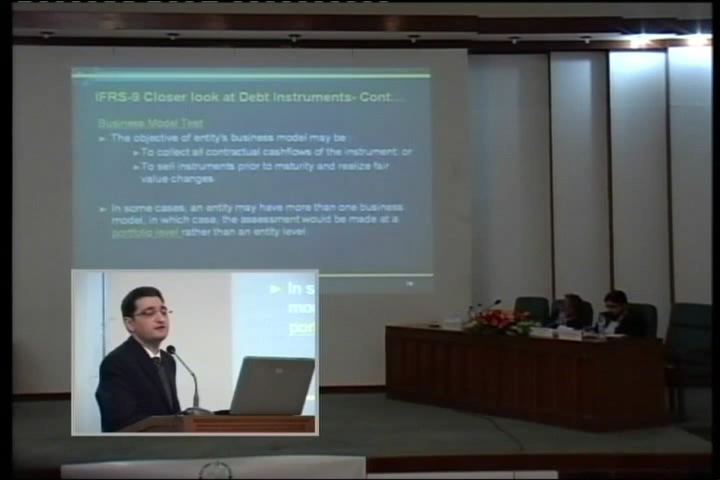 IFRS-9 Closer look at Debt Instruments- Cont...
Business Model Test
► The objective of entity's business model may be
► To collect all contractual cashflows of the instrument; or
► To sell instruments prior to maturity and realize fair
value changes
► In some cases, an entity may have more than one business
model, in which case, the assessment would be made at a
portfolio level rather than an entity level
► In s
mo
por